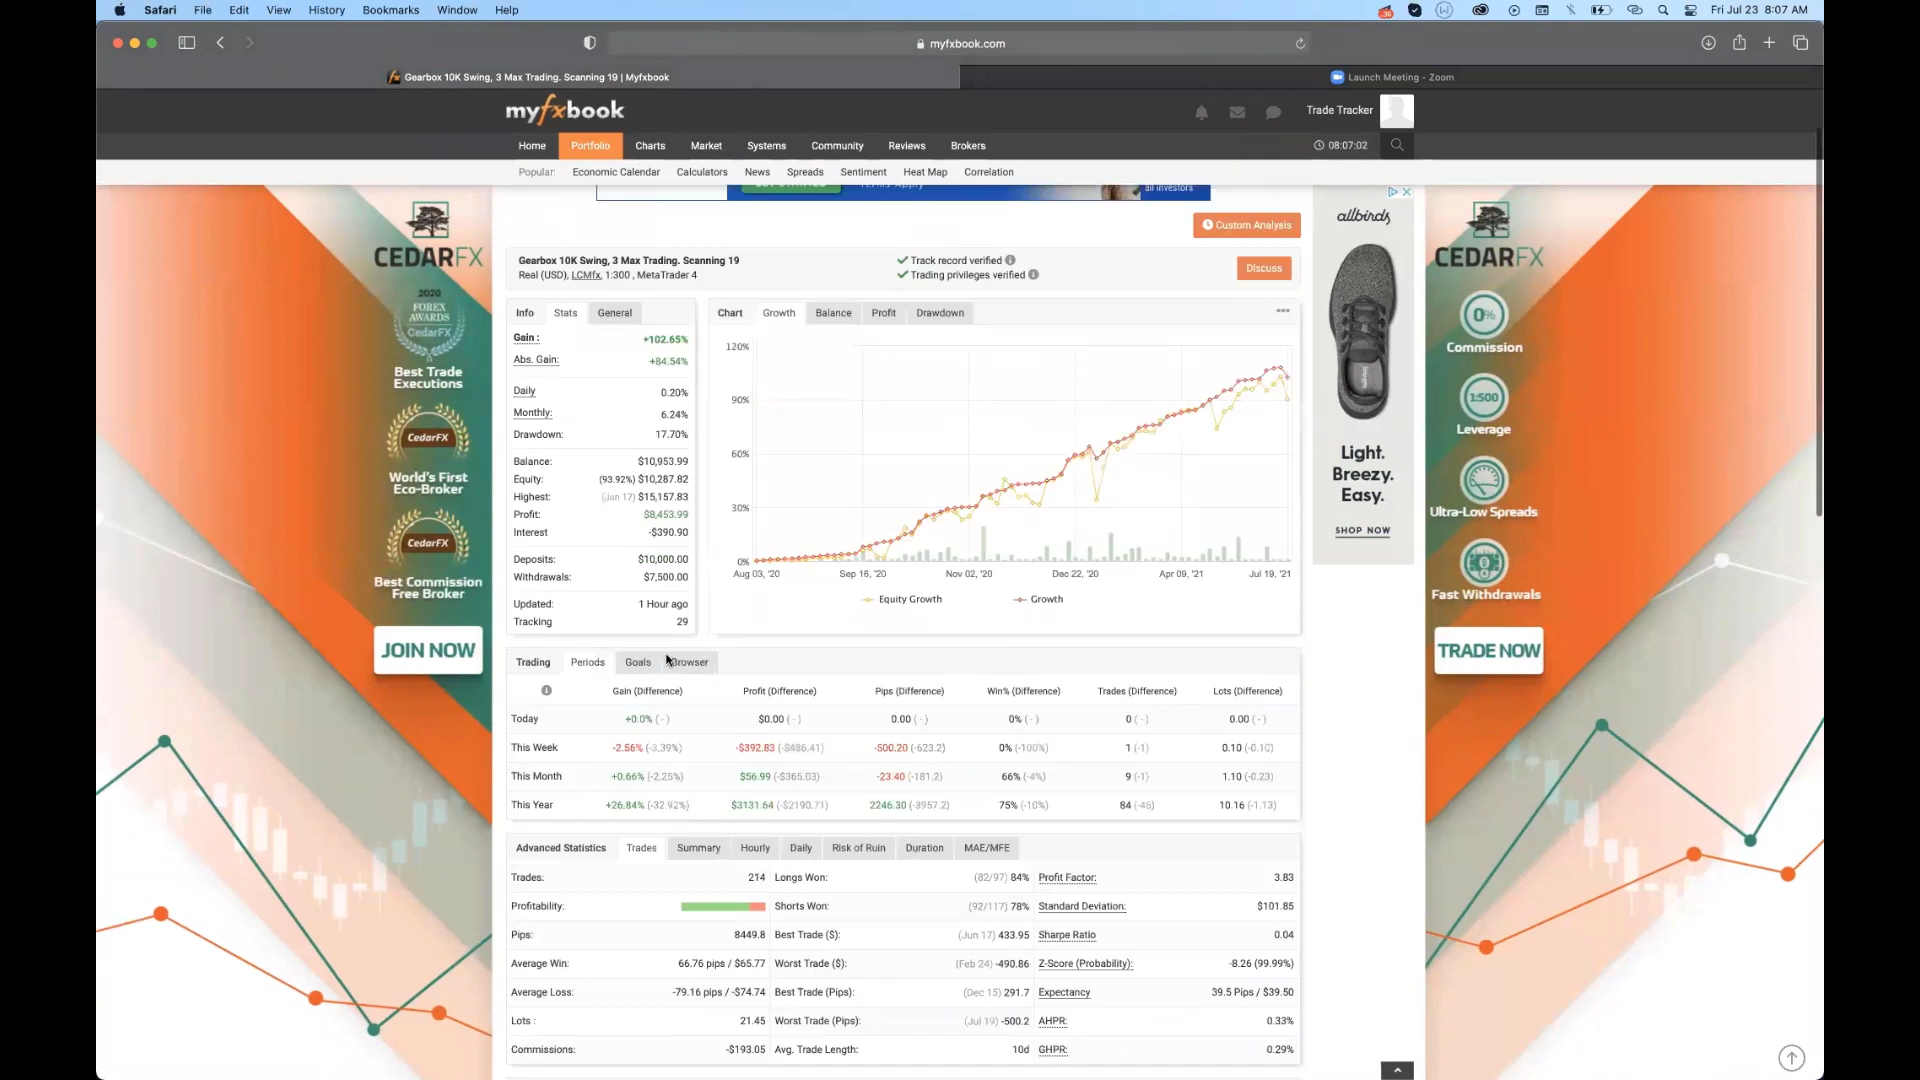 Safari File Edit View History Bookmarks Window Help
Fri Jul 23 8:07 AM
myfxbook.com
Gearbox 10K Swing, 3 Max Trading. Scanning 19 | Myfxbook
Launch Meeting - Zoom
myfxbook
Trade Tracker
Home Portfolio Charts Market Systems Community Reviews Brokers
08:07:02
Popular: Economic Calendar Calculators News Spreads Sentiment Heat Map Correlation
all investors
Custom Analysis
Gearbox 10K Swing, 3 Max Trading. Scanning 19
Real (USD), LCMfx, 1:300 , MetaTrader 4
Track record verified
Trading privileges verified
Discuss
Info Stats General
Gain : +102.65%
Abs. Gain: +84.54%
Daily 0.20%
Monthly: 6.24%
Drawdown: 17.70%
Balance: $10,953.99
Equity: (93.92%) $10,287.82
Highest: (Jun 17) $15,157.83
Profit: $8,453.99
Interest -$390.90
Deposits: $10,000.00
Withdrawals: $7,500.00
Updated: 1 Hour ago
Tracking 29
Chart Growth Balance Profit Drawdown
120%
90%
60%
30%
0%
Aug 03, '20 Sep 16, '20 Nov 02, '20 Dec 22, '20 Apr 09, '21 Jul 19, '21
Equity Growth Growth
Trading Periods Goals Browser
Gain (Difference) Profit (Difference) Pips (Difference) Win% (Difference) Trades (Difference) Lots (Difference)
Today +0.0% ( - ) $0.00 ( - ) 0.00 ( - ) 0% ( - ) 0 ( - ) 0.00 ( - )
This Week -2.56% (-3.39%) -$392.83 (-$486.41) -500.20 (-623.2) 0% (-100%) 1 (-1) 0.10 (-0.10)
This Month +0.66% (-2.25%) $56.99 (-$365.03) -23.40 (-181.2) 66% (-4%) 9 (-1) 1.10 (-0.23)
This Year +26.84% (-32.92%) $3131.64 (-$2190.71) 2246.30 (-3957.2) 75% (-10%) 84 (-46) 10.16 (-1.13)
Advanced Statistics Trades Summary Hourly Daily Risk of Ruin Duration MAE/MFE
Trades: 214 Longs Won: (82/97) 84% Profit Factor: 3.83
Profitability: Shorts Won: (92/117) 78% Standard Deviation: $101.85
Pips: 8449.8 Best Trade ($): (Jun 17) 433.95 Sharpe Ratio 0.04
Average Win: 66.76 pips / $65.77 Worst Trade ($): (Feb 24) -490.86 Z-Score (Probability): -8.26 (99.99%)
Average Loss: -79.16 pips / -$74.74 Best Trade (Pips): (Dec 15) 291.7 Expectancy 39.5 Pips / $39.50
Lots : 21.45 Worst Trade (Pips): (Jul 19) -500.2 AHPR: 0.33%
Commissions: -$193.05 Avg. Trade Length: 10d GHPR: 0.29%
CEDARFX
2020
FOREX
AWARDS
CedarFX
Best Trade
Executions
CedarFX
World's First
Eco-Broker
CedarFX
Best Commission
Free Broker
JOIN NOW
allbirds
Light.
Breezy.
Easy.
SHOP NOW
CEDARFX
0%
Commission
1:500
Leverage
Ultra-Low Spreads
Fast Withdrawals
TRADE NOW